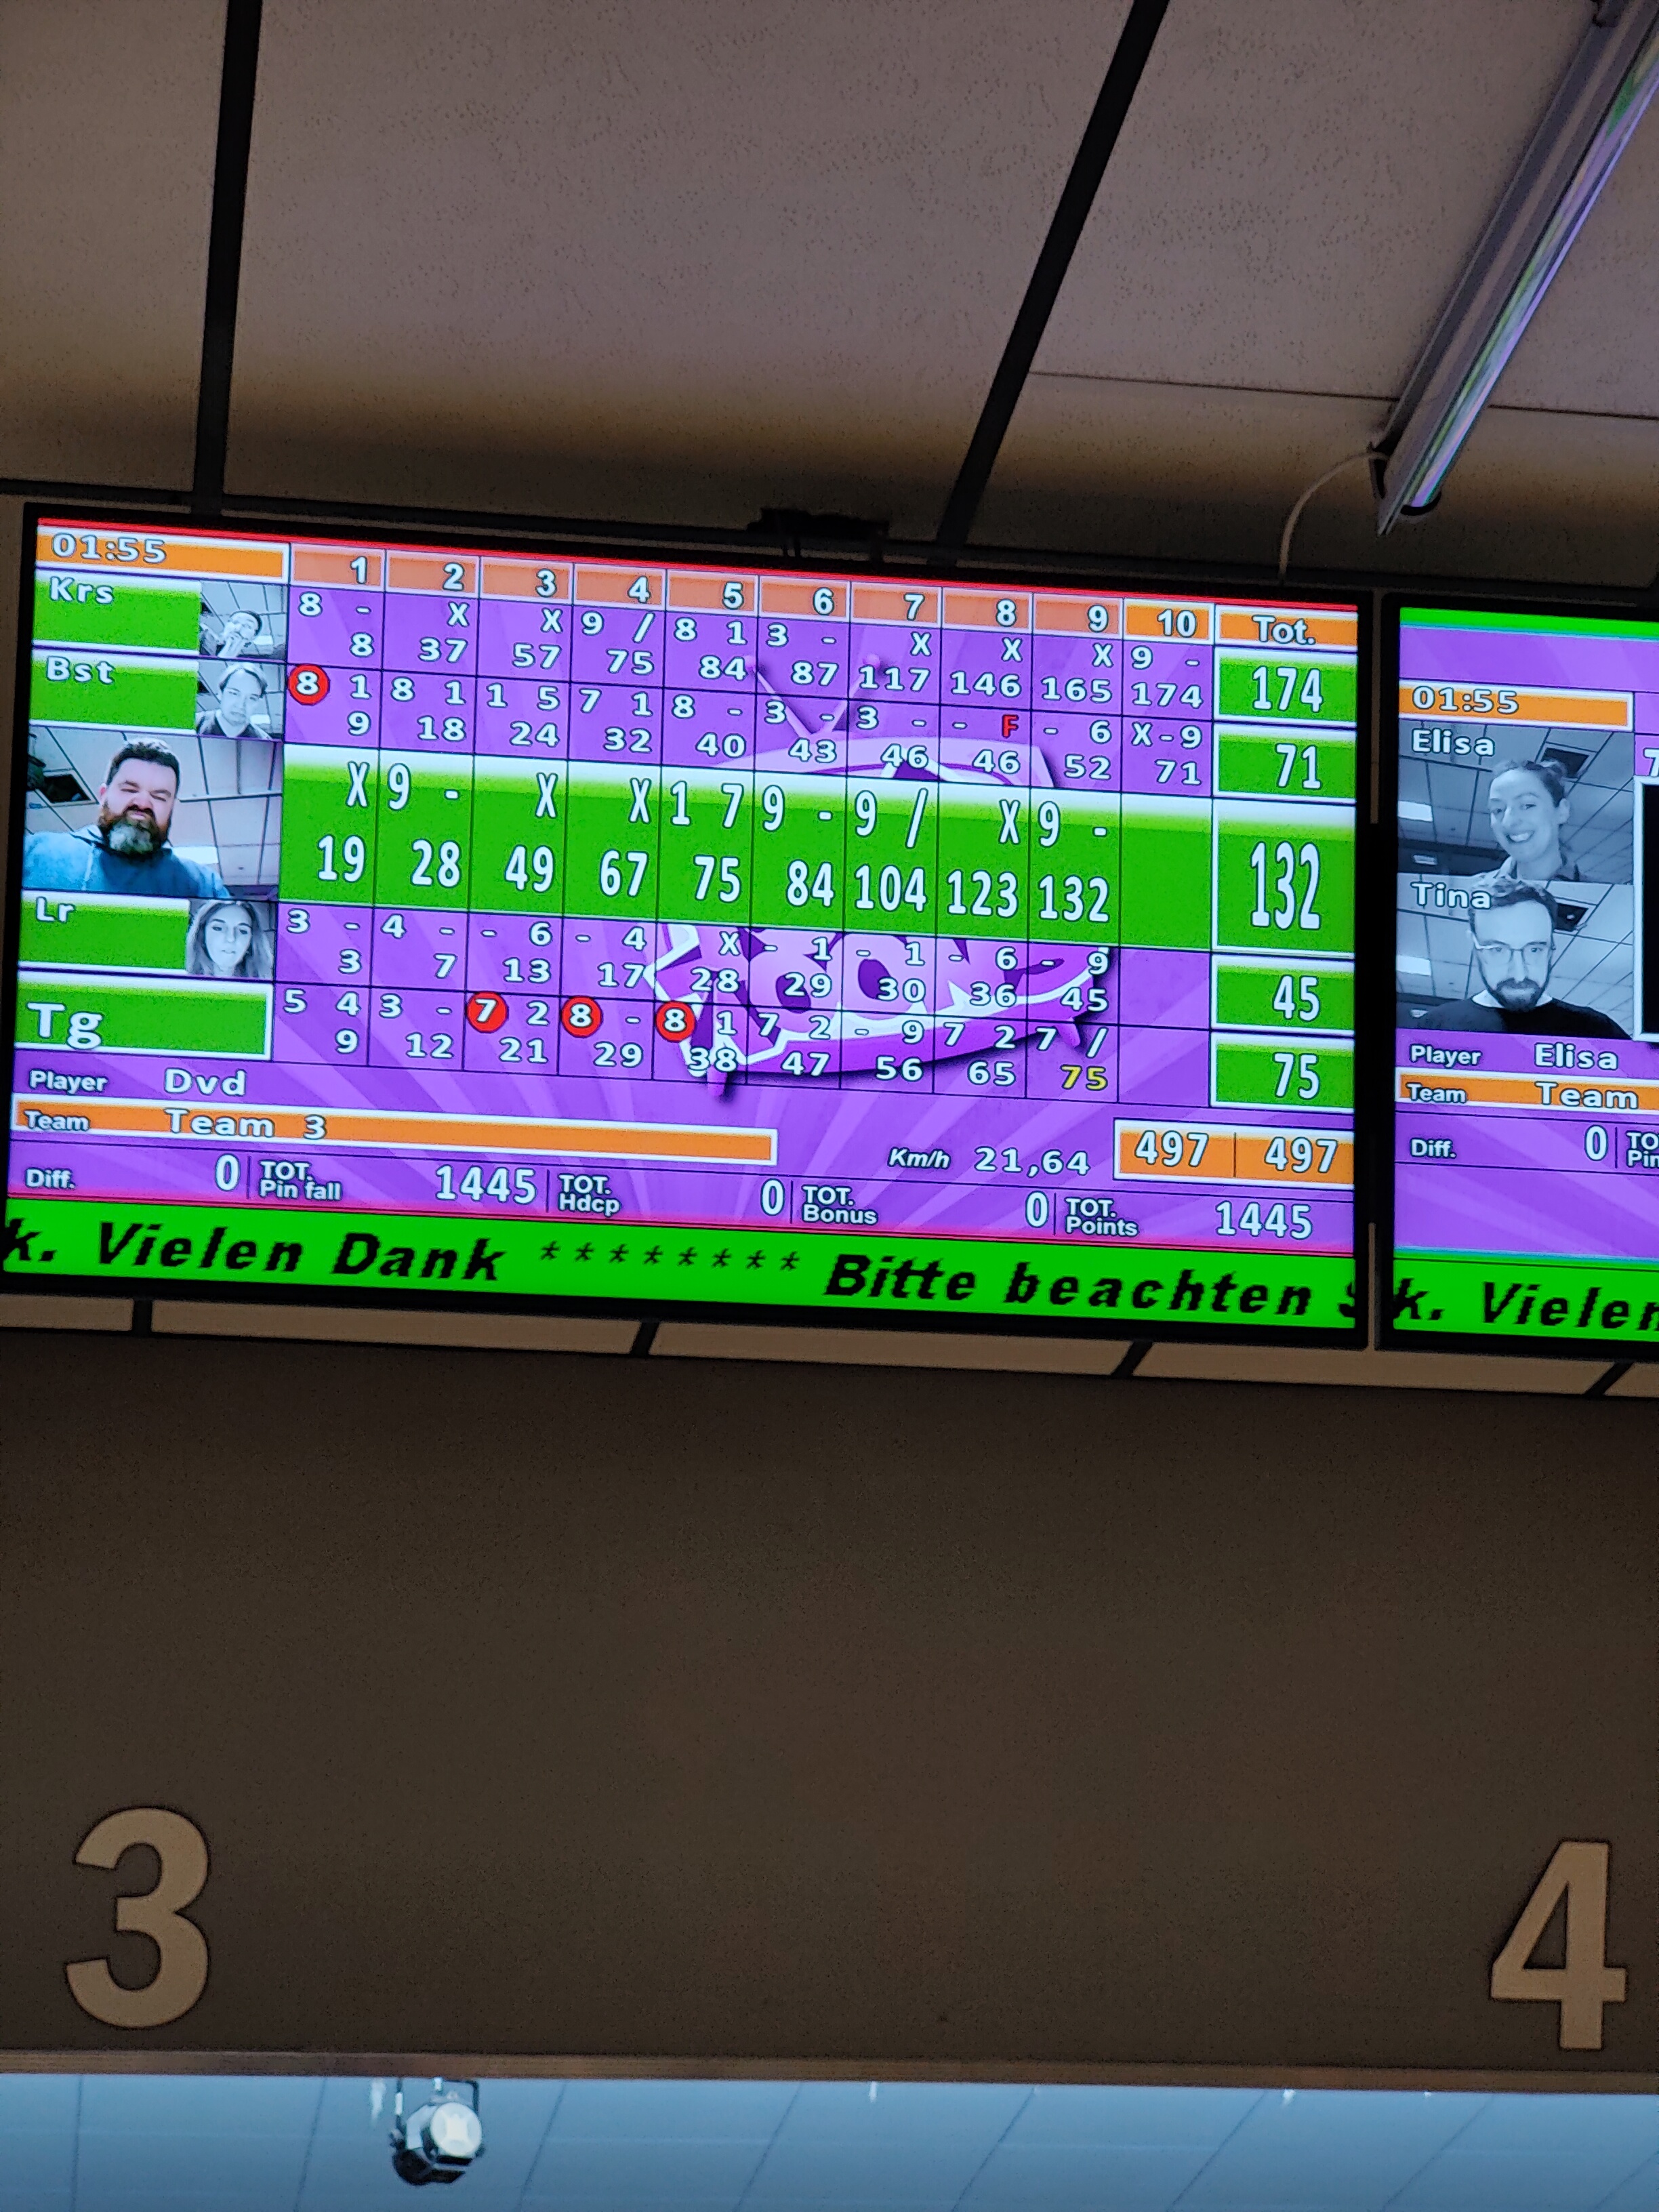 01:55 1 2 3 4 5 6 7 8 9 10 Tot.
Krs 8 - X X 9 / 8 1 3 - X X X 9 -
8 37 57 75 84 87 117 146 165 174 174
Bst 8 1 8 1 1 5 7 1 8 - 3 - 3 - - F - 6 X - 9
9 18 24 32 40 43 46 46 52 71 71
X 9 - X X 1 7 9 - 9 / X 9 -
19 28 49 67 75 84 104 123 132 132
Lr 3 - 4 - - 6 - 4 X - 1 - 1 - 6 - 9
3 7 13 17 28 29 30 36 45 45
Tg 5 4 3 - 7 2 8 - 8 1 7 2 - 9 7 2 7 /
9 12 21 29 38 47 56 65 75 75
Player Dvd
Team Team 3
Km/h 21,64 497 497
Diff. 0 TOT. Pin fall 1445 TOT. Hdcp 0 TOT. Bonus 0 TOT. Points 1445
k. Vielen Dank ******** Bitte beachten S
01:55
Elisa
7
Tina
Player Elisa
Team Team
Diff. 0 TO
Pin
k. Vielen
3
4